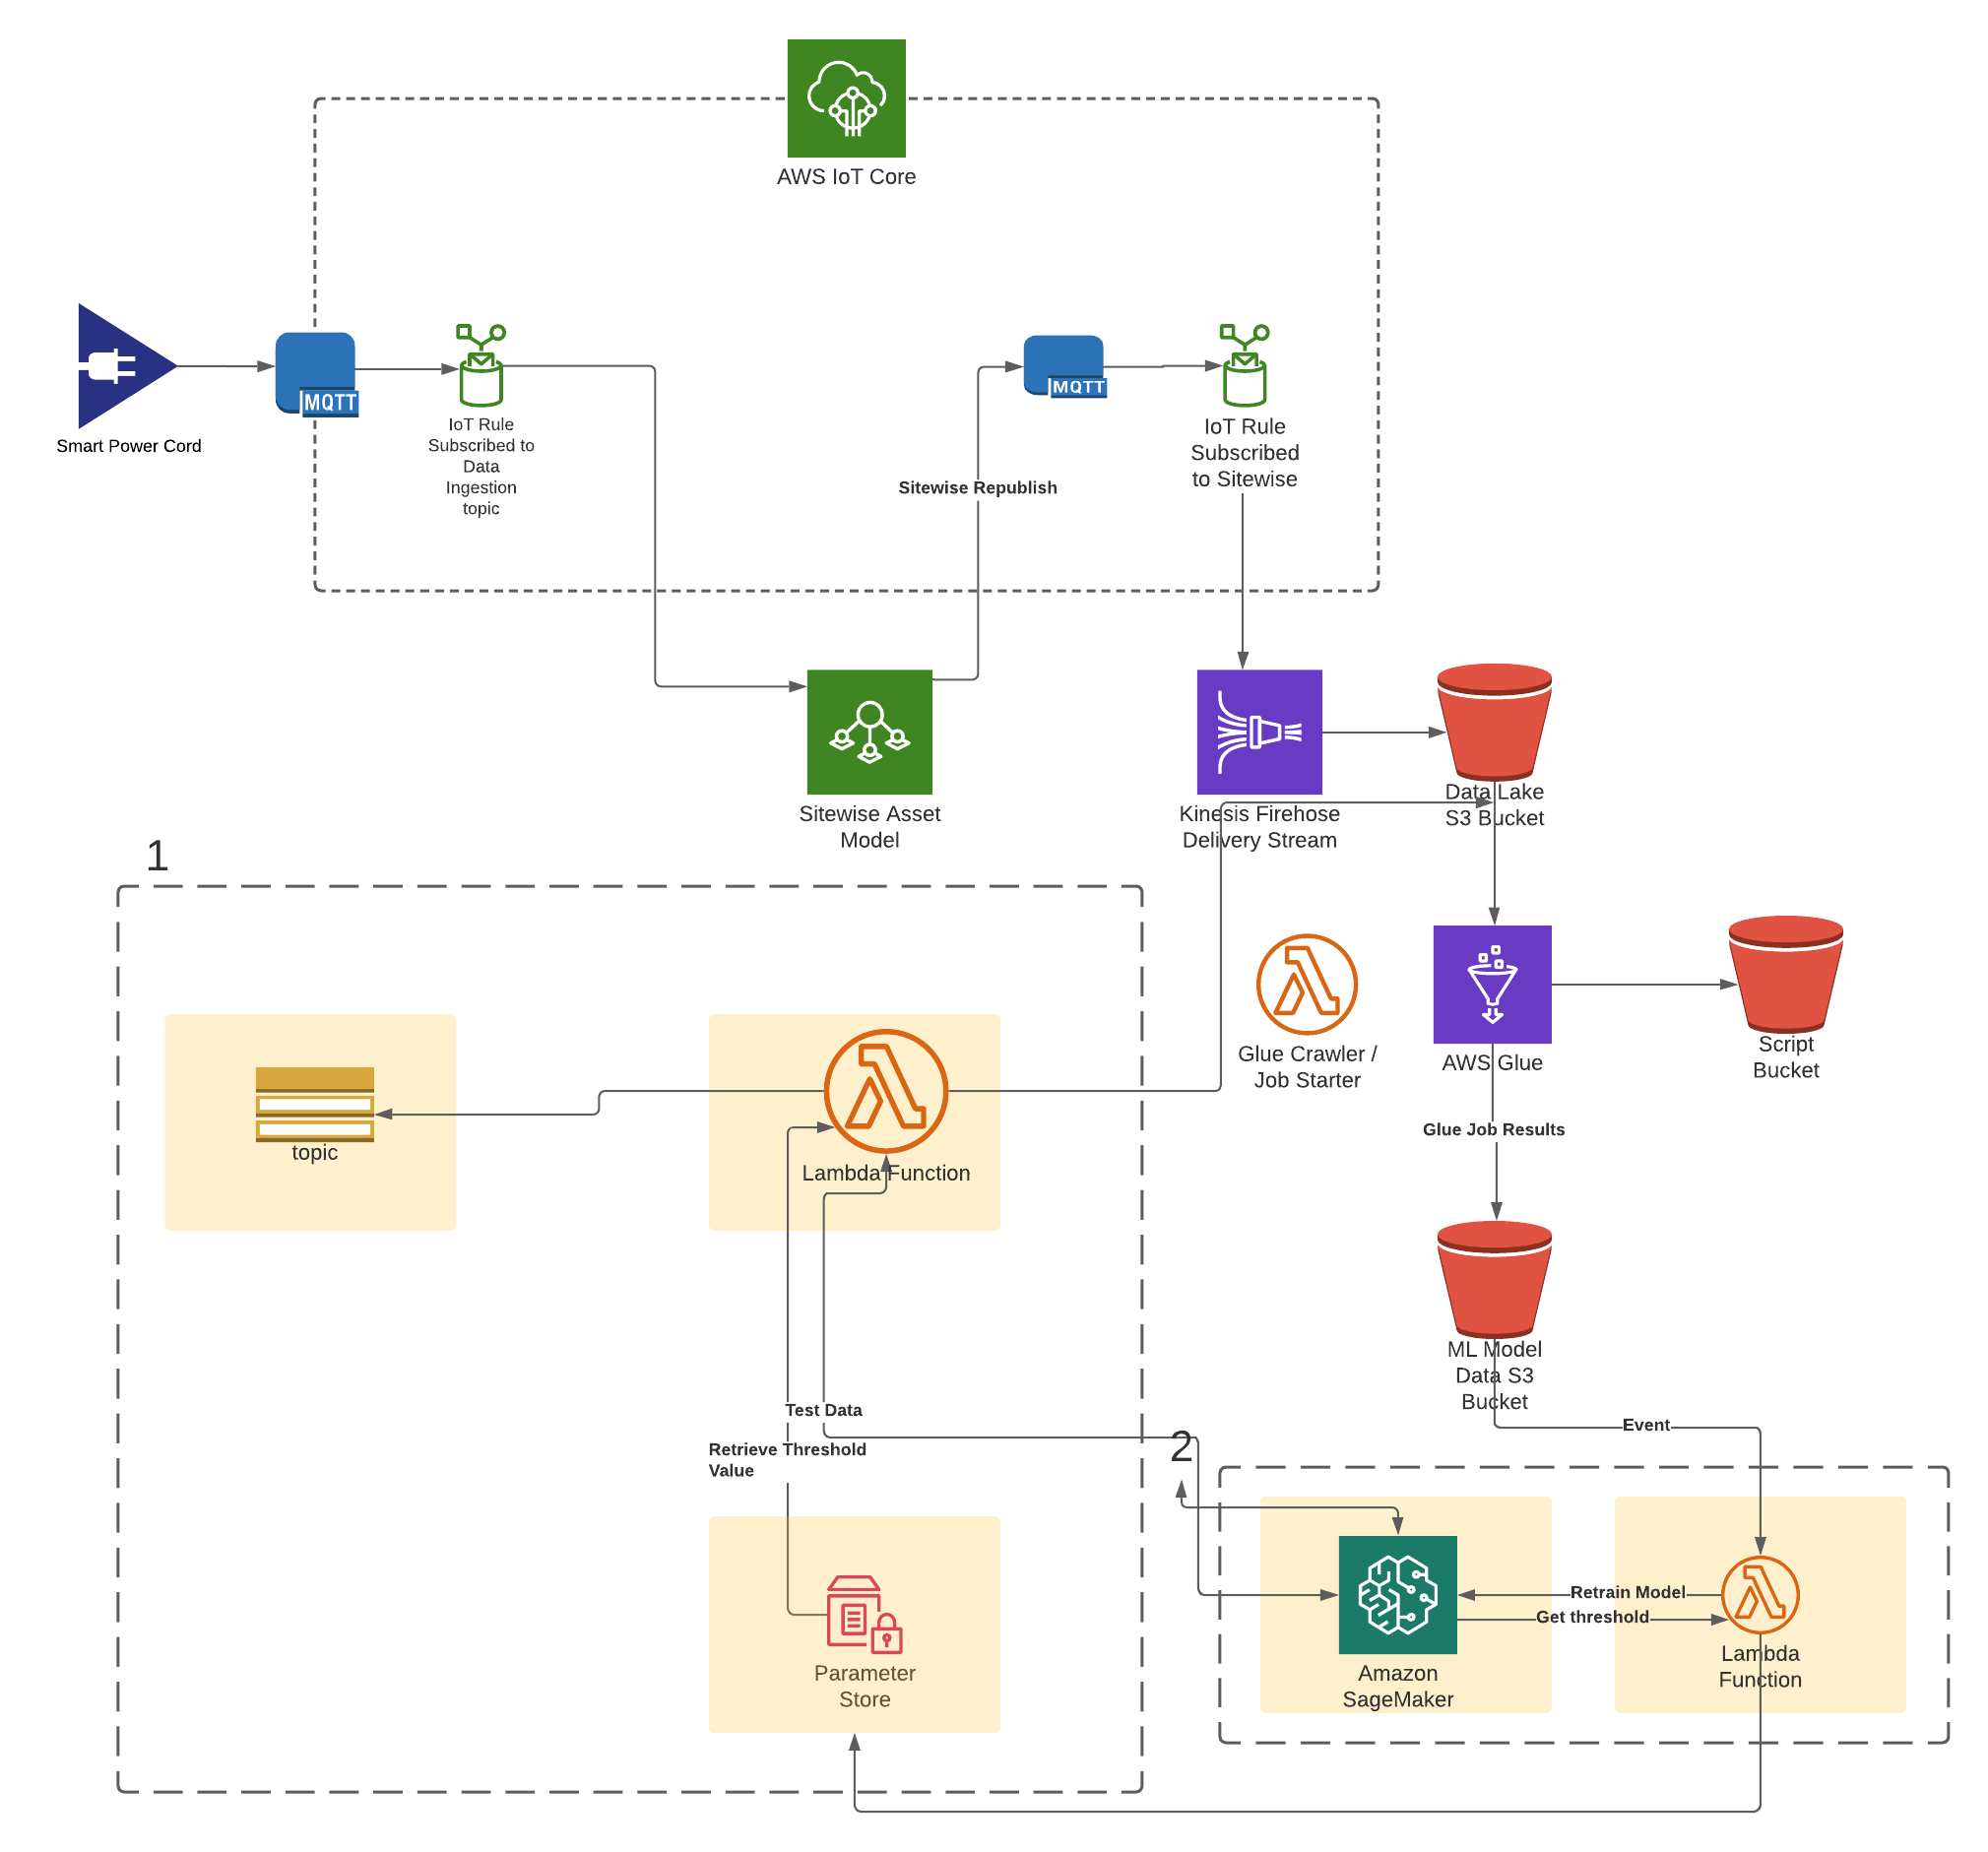 AWS IoT Core
MQTT
MQTT
Smart Power Cord
IoT Rule
Subscribed to
Data
Ingestion
topic
IoT Rule
Subscribed
to Sitewise
Sitewise Republish
Sitewise Asset
Model
Kinesis Firehose
Delivery Stream
Data Lake
S3 Bucket
1
Glue Crawler /
Job Starter
AWS Glue
Script
Bucket
Glue Job Results
topic
Lambda Function
ML Model
Data S3
Bucket
Test Data
Event
Retrieve Threshold
Value
2
Retrain Model
Get threshold
Parameter
Store
Amazon
SageMaker
Lambda
Function